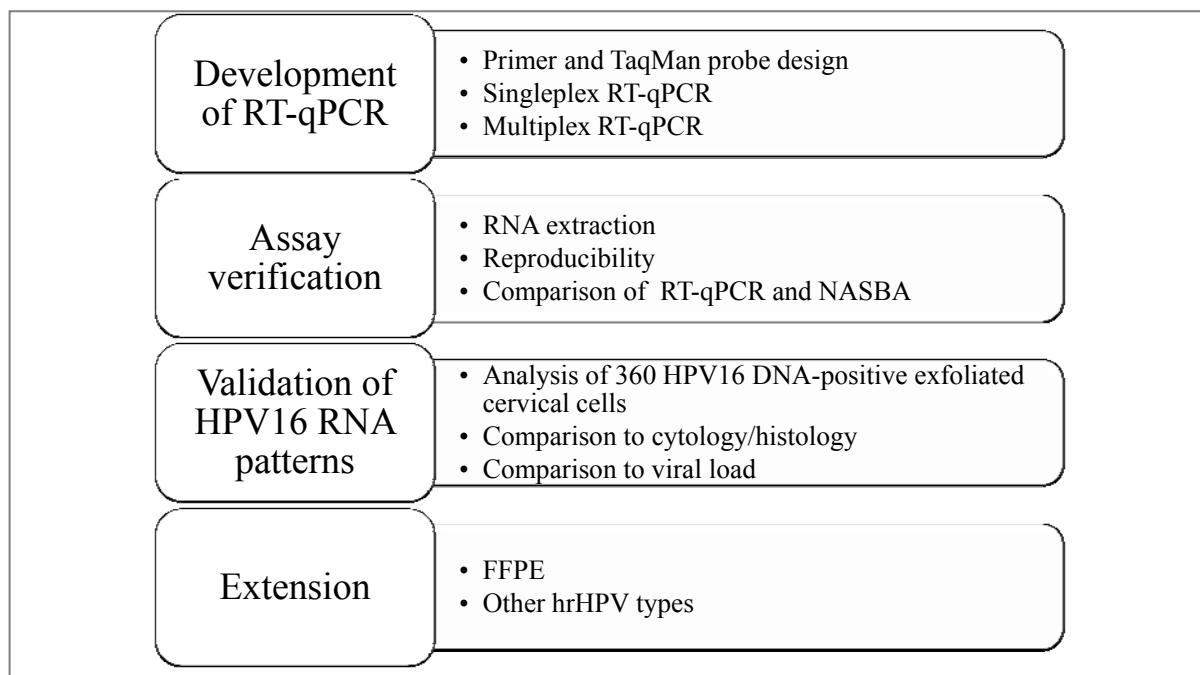 Development
of RT-qPCR
• Primer and TaqMan probe design
• Singleplex RT-qPCR
• Multiplex RT-qPCR
Assay
verification
• RNA extraction
• Reproducibility
• Comparison of RT-qPCR and NASBA
Validation of
HPV16 RNA
patterns
• Analysis of 360 HPV16 DNA-positive exfoliated
cervical cells
• Comparison to cytology/histology
• Comparison to viral load
Extension
• FFPE
• Other hrHPV types